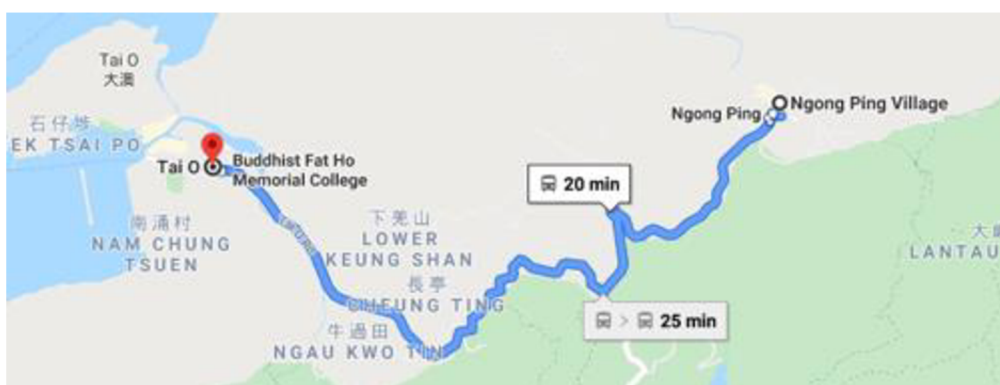 Tai O
大澳
石仔埗
EK TSAI PO
Tai O
Buddhist Fat Ho
Memorial College
南涌村
NAM CHUNG
TSUEN
下羗山
LOWER
KEUNG SHAN
長亭
CHEUNG TING
牛過田
NGAU KWO TIN
20 min
25 min
Ngong Ping
Ngong Ping Village
LANTAU